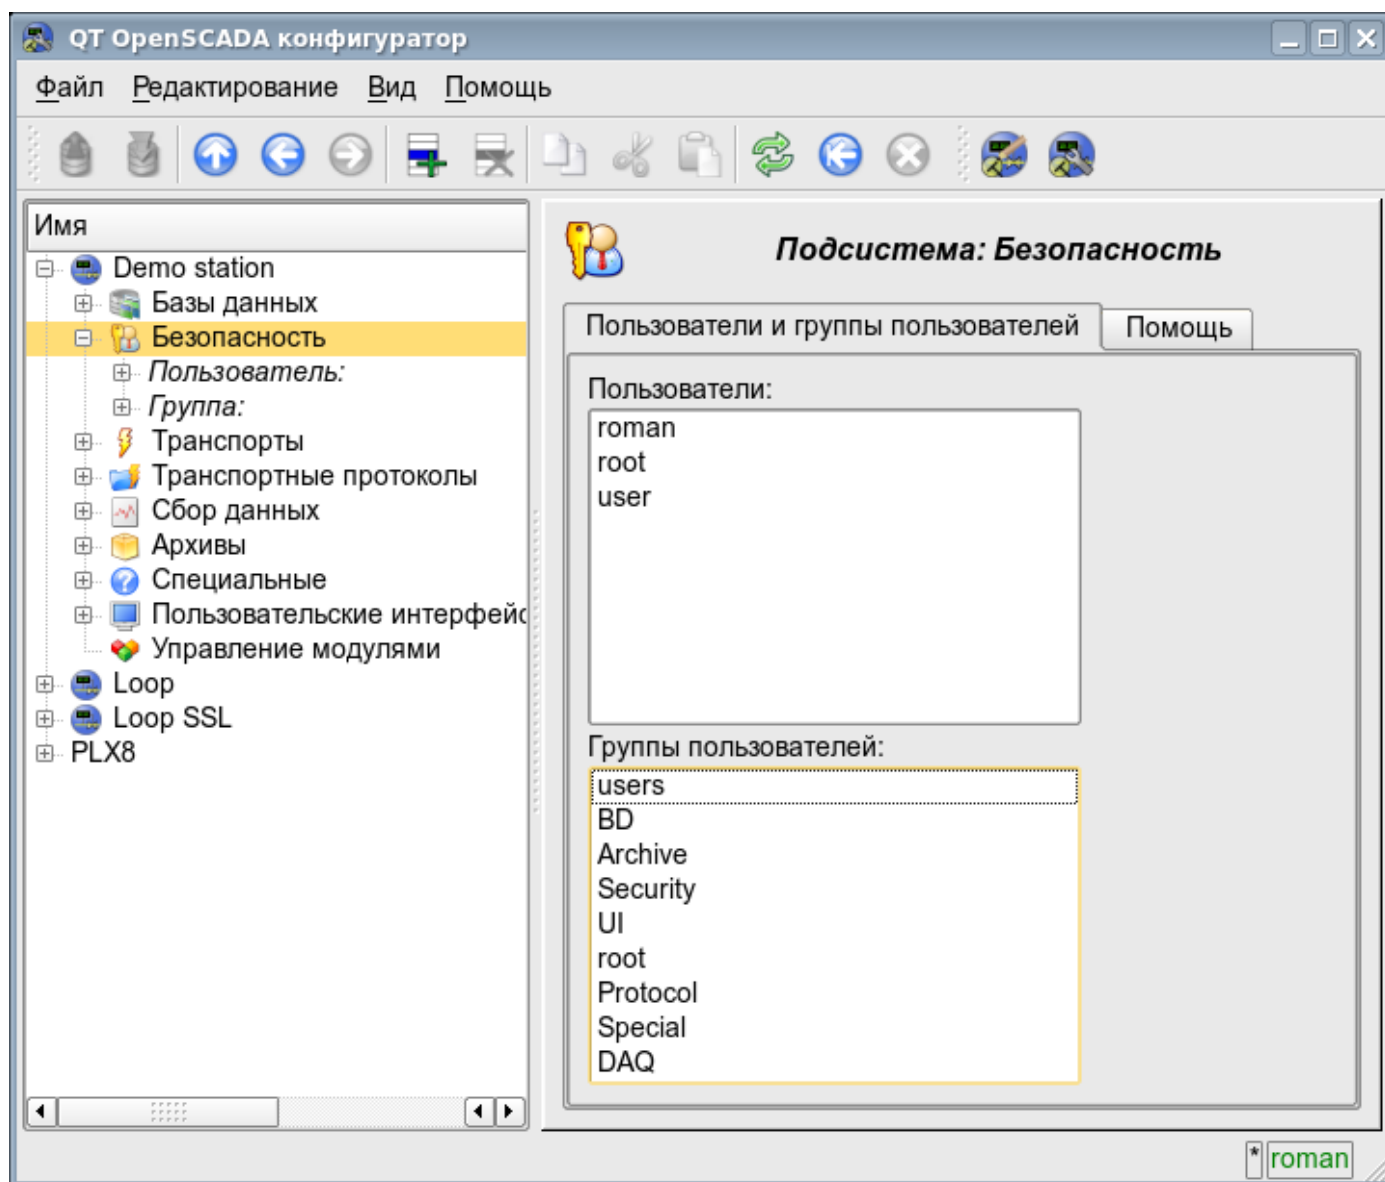 QT OpenSCADA конфигуратор
Файл Редактирование Вид Помощь
Имя
Demo station
Базы данных
Безопасность
Пользователь:
Группа:
Транспорты
Транспортные протоколы
Сбор данных
Архивы
Специальные
Пользовательские интерфейс
Управление модулями
Loop
Loop SSL
PLX8
Подсистема: Безопасность
Пользователи и группы пользователей Помощь
Пользователи:
roman
root
user
Группы пользователей:
users
BD
Archive
Security
UI
root
Protocol
Special
DAQ
* roman